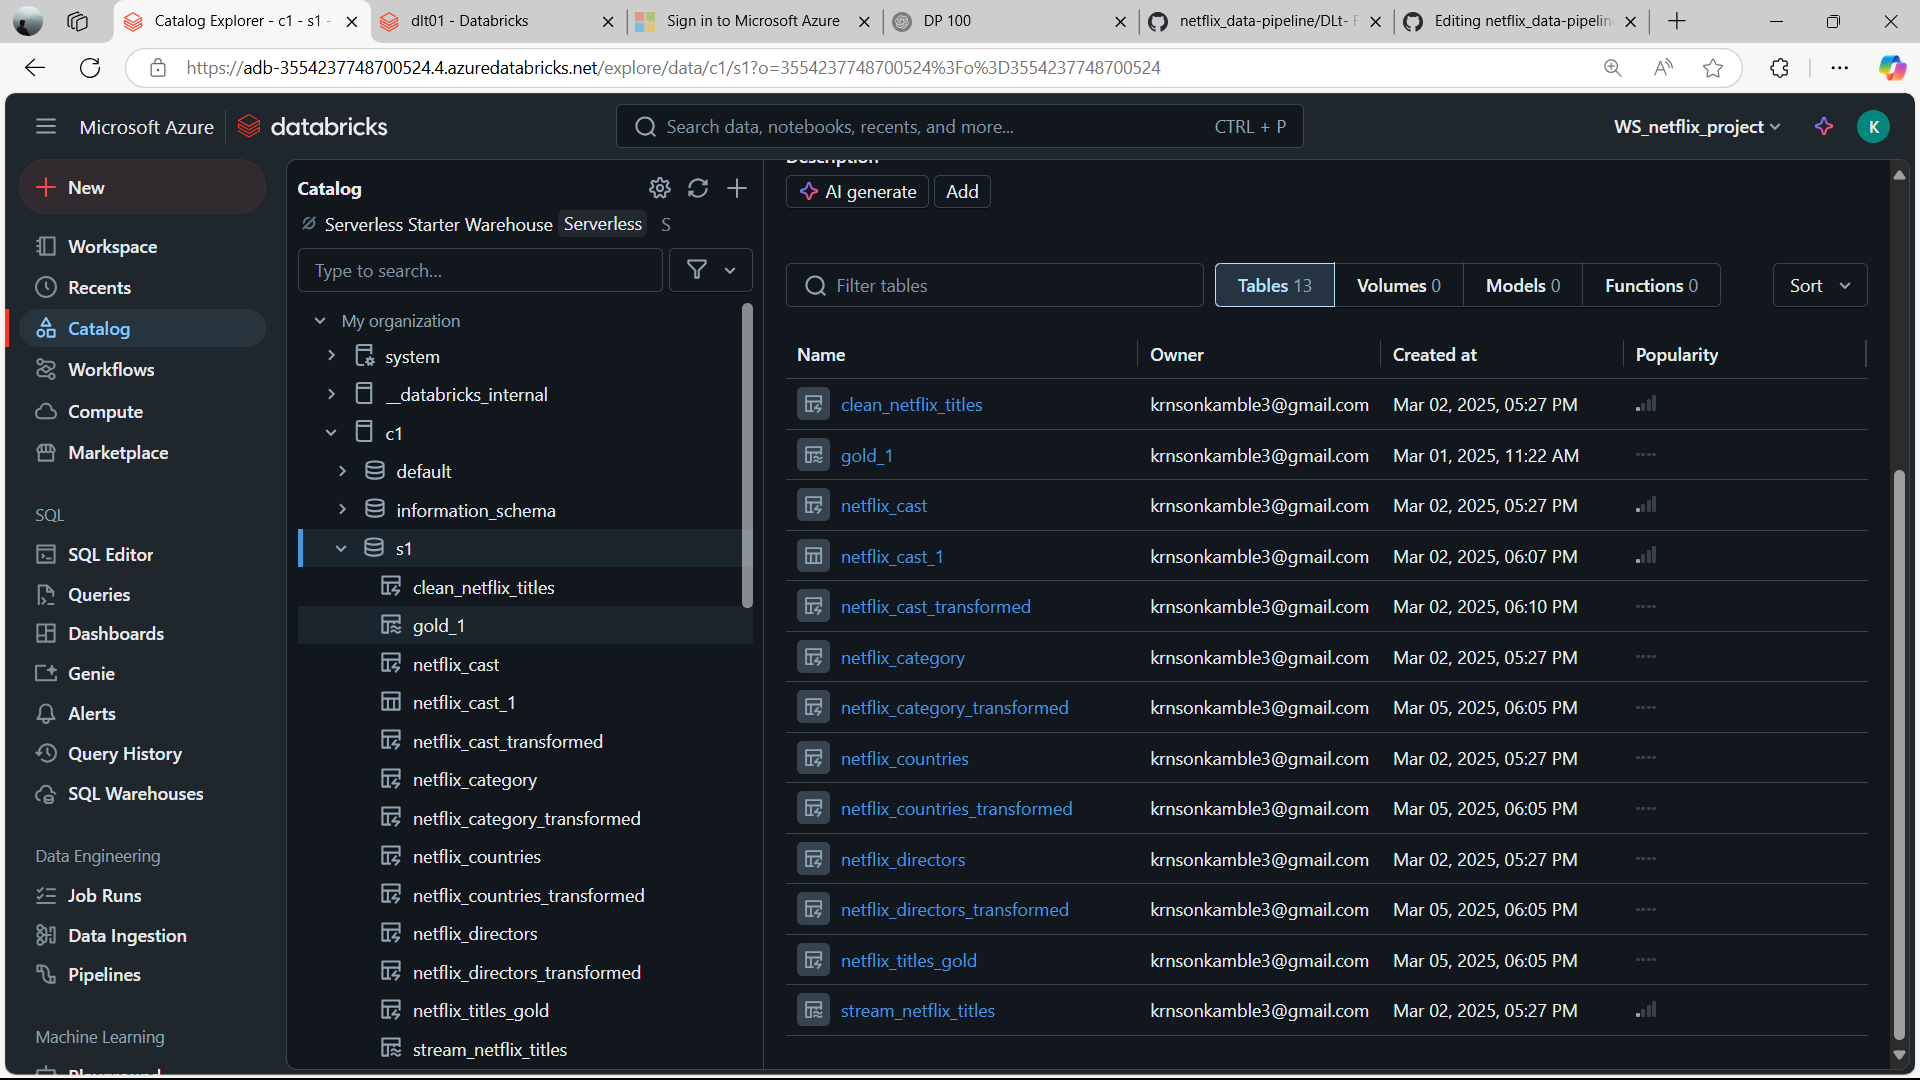 Catalog Explorer - c1 - s1 -
dlt01 - Databricks
Sign in to Microsoft Azure
DP 100
netflix_data-pipeline/DLt-
Editing netflix_data-pipelin
https://adb-3554237748700524.4.azuredatabricks.net/explore/data/c1/s1?o=3554237748700524%3Fo%3D3554237748700524
Microsoft Azure
databricks
Search data, notebooks, recents, and more...
CTRL + P
WS_netflix_project
K
New
Workspace
Recents
Catalog
Workflows
Compute
Marketplace
SQL
SQL Editor
Queries
Dashboards
Genie
Alerts
Query History
SQL Warehouses
Data Engineering
Job Runs
Data Ingestion
Pipelines
Machine Learning
Playground
Catalog
Serverless Starter Warehouse Serverless S
Type to search...
My organization
system
__databricks_internal
c1
default
information_schema
s1
clean_netflix_titles
gold_1
netflix_cast
netflix_cast_1
netflix_cast_transformed
netflix_category
netflix_category_transformed
netflix_countries
netflix_countries_transformed
netflix_directors
netflix_directors_transformed
netflix_titles_gold
stream_netflix_titles
Description
AI generate Add
Filter tables
Tables 13 Volumes 0 Models 0 Functions 0
Sort
Name Owner Created at Popularity
clean_netflix_titles krnsonkamble3@gmail.com Mar 02, 2025, 05:27 PM
gold_1 krnsonkamble3@gmail.com Mar 01, 2025, 11:22 AM
netflix_cast krnsonkamble3@gmail.com Mar 02, 2025, 05:27 PM
netflix_cast_1 krnsonkamble3@gmail.com Mar 02, 2025, 06:07 PM
netflix_cast_transformed krnsonkamble3@gmail.com Mar 02, 2025, 06:10 PM
netflix_category krnsonkamble3@gmail.com Mar 02, 2025, 05:27 PM
netflix_category_transformed krnsonkamble3@gmail.com Mar 05, 2025, 06:05 PM
netflix_countries krnsonkamble3@gmail.com Mar 02, 2025, 05:27 PM
netflix_countries_transformed krnsonkamble3@gmail.com Mar 05, 2025, 06:05 PM
netflix_directors krnsonkamble3@gmail.com Mar 02, 2025, 05:27 PM
netflix_directors_transformed krnsonkamble3@gmail.com Mar 05, 2025, 06:05 PM
netflix_titles_gold krnsonkamble3@gmail.com Mar 05, 2025, 06:05 PM
stream_netflix_titles krnsonkamble3@gmail.com Mar 02, 2025, 05:27 PM